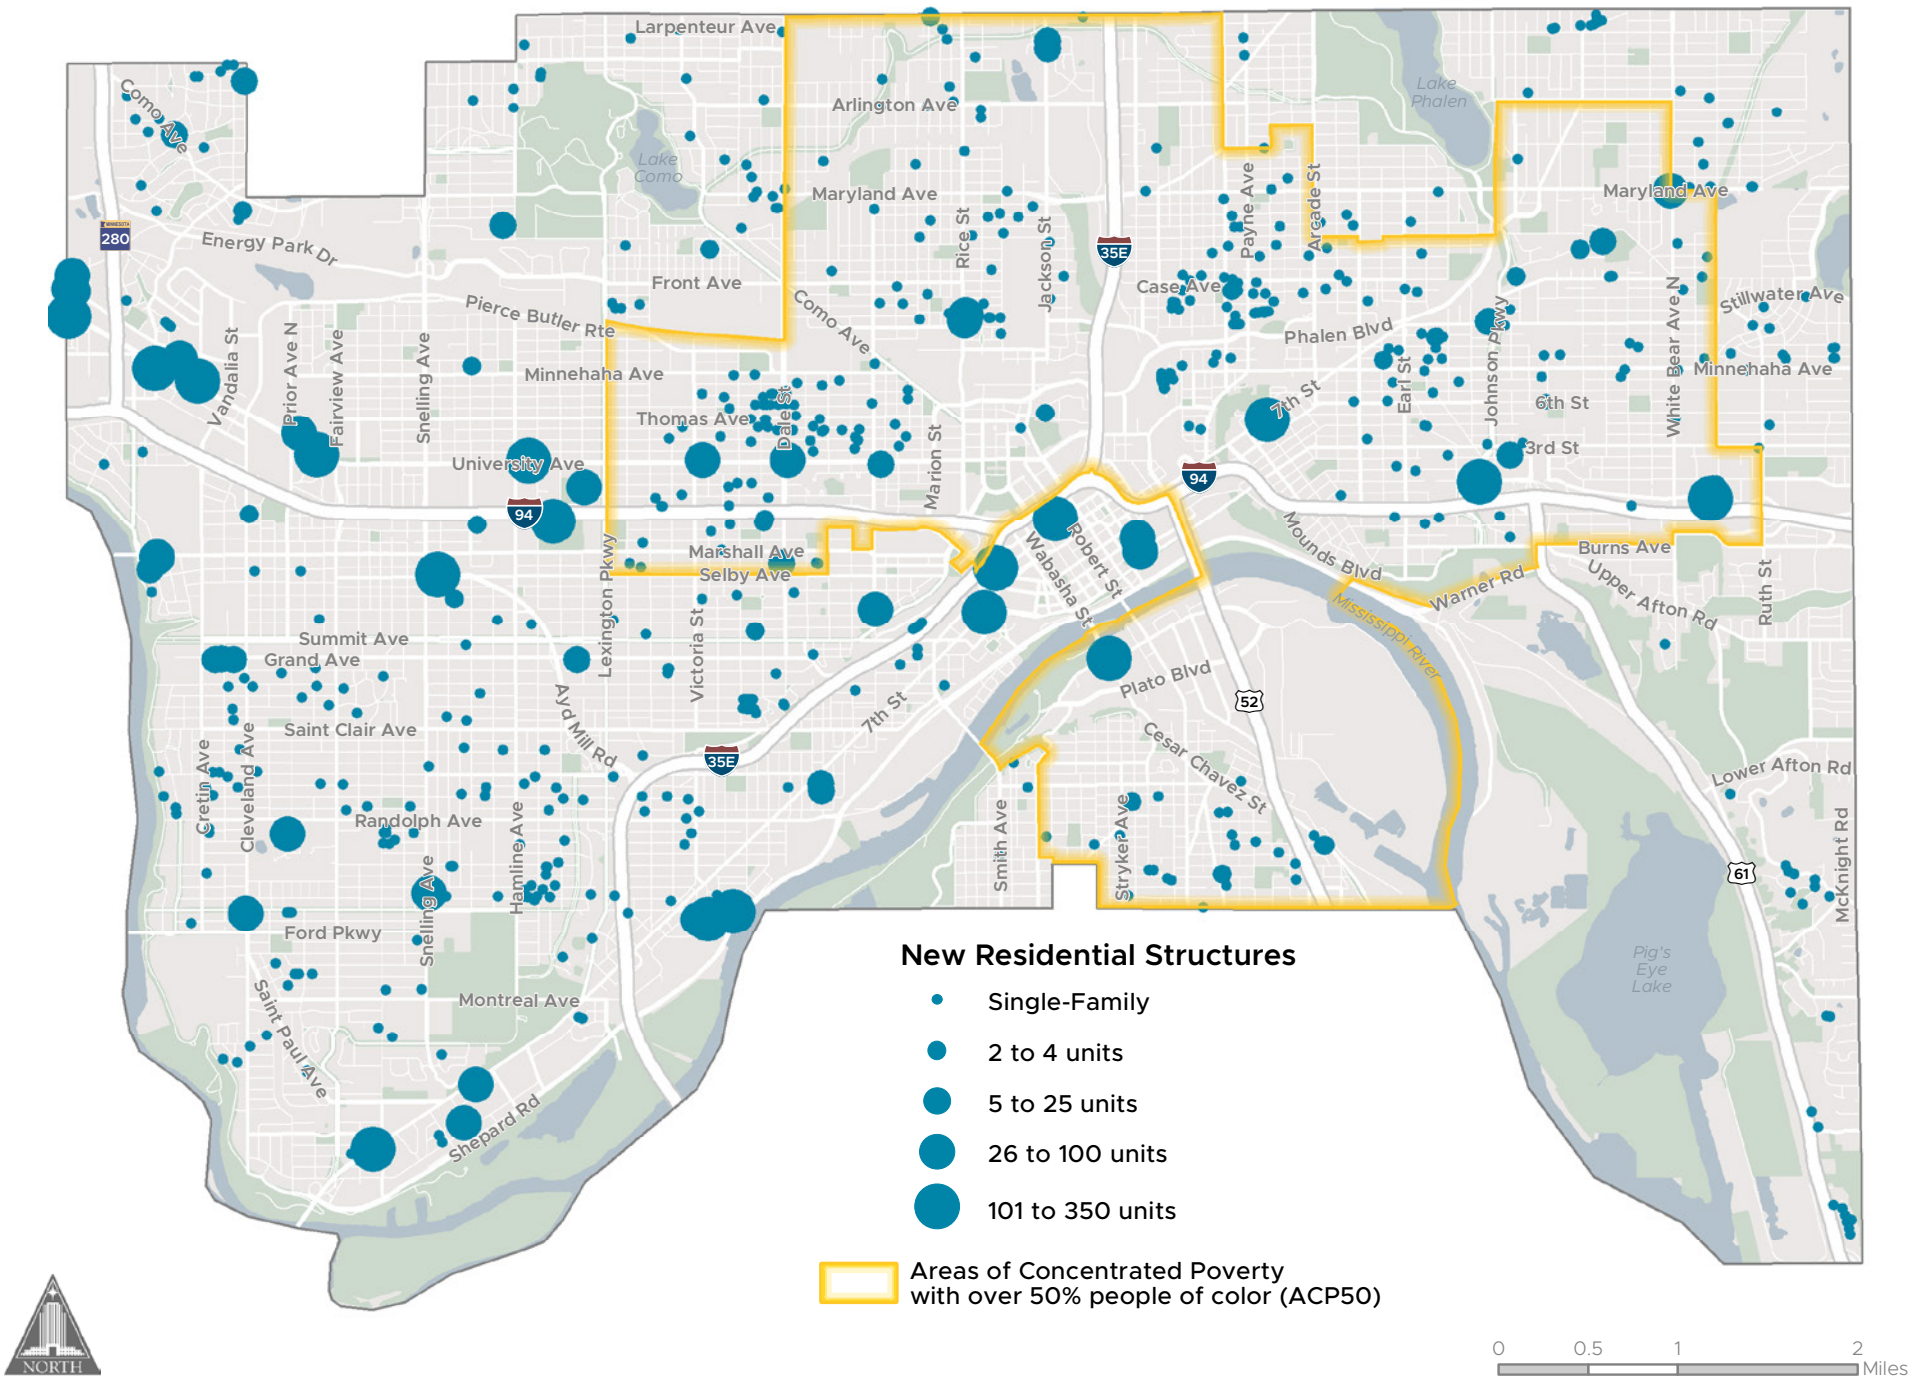 Larpenteur Ave
Como Ave
Lake
Phalen
Arlington Ave
Lake
Como
Maryland Ave
Maryland Ave
Payne Ave
Arcade St
Rice St
Jackson St
MINNESOTA
280
Energy Park Dr
35E
Front Ave
Case Ave
Pierce Butler Rte
Como Ave
Phalen Blvd
Stillwater Ave
White Bear Ave N
Johnson Pkwy
Vandalia St
Prior Ave N
Fairview Ave
Snelling Ave
Minnehaha Ave
Minnehaha Ave
Earl St
7th St
6th St
Thomas Ave
Dale St
Marion St
3rd St
University Ave
94
94
Marshall Ave
Selby Ave
Wabasha St
Robert St
Mounds Blvd
Burns Ave
Warner Rd
Upper Afton Rd
Ruth St
Mississippi River
Lexington Pkwy
Victoria St
Summit Ave
Grand Ave
Plato Blvd
52
Ayd Mill Rd
7th St
Saint Clair Ave
Cesar Chavez St
35E
Lower Afton Rd
Cretin Ave
Cleveland Ave
Randolph Ave
Hamline Ave
Smith Ave
Stryker Ave
McKnight Rd
61
Snelling Ave
Ford Pkwy
Pig's
Eye
Lake
Saint Paul Ave
Montreal Ave
Shepard Rd
New Residential Structures
Single-Family
2 to 4 units
5 to 25 units
26 to 100 units
101 to 350 units
Areas of Concentrated Poverty
with over 50% people of color (ACP50)
NORTH
0 0.5 1 2
Miles